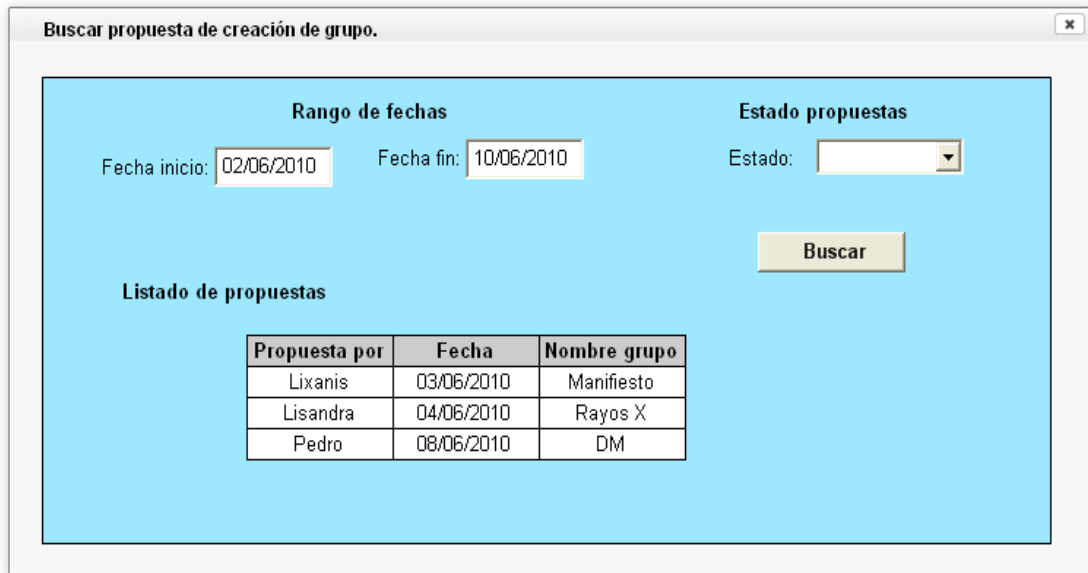 Buscar propuesta de creación de grupo.
Rango de fechas Estado propuestas
Fecha inicio: 02/06/2010 Fecha fin: 10/06/2010 Estado:
Buscar
Listado de propuestas
Propuesta por Fecha Nombre grupo
Lixanis 03/06/2010 Manifiesto
Lisandra 04/06/2010 Rayos X
Pedro 08/06/2010 DM